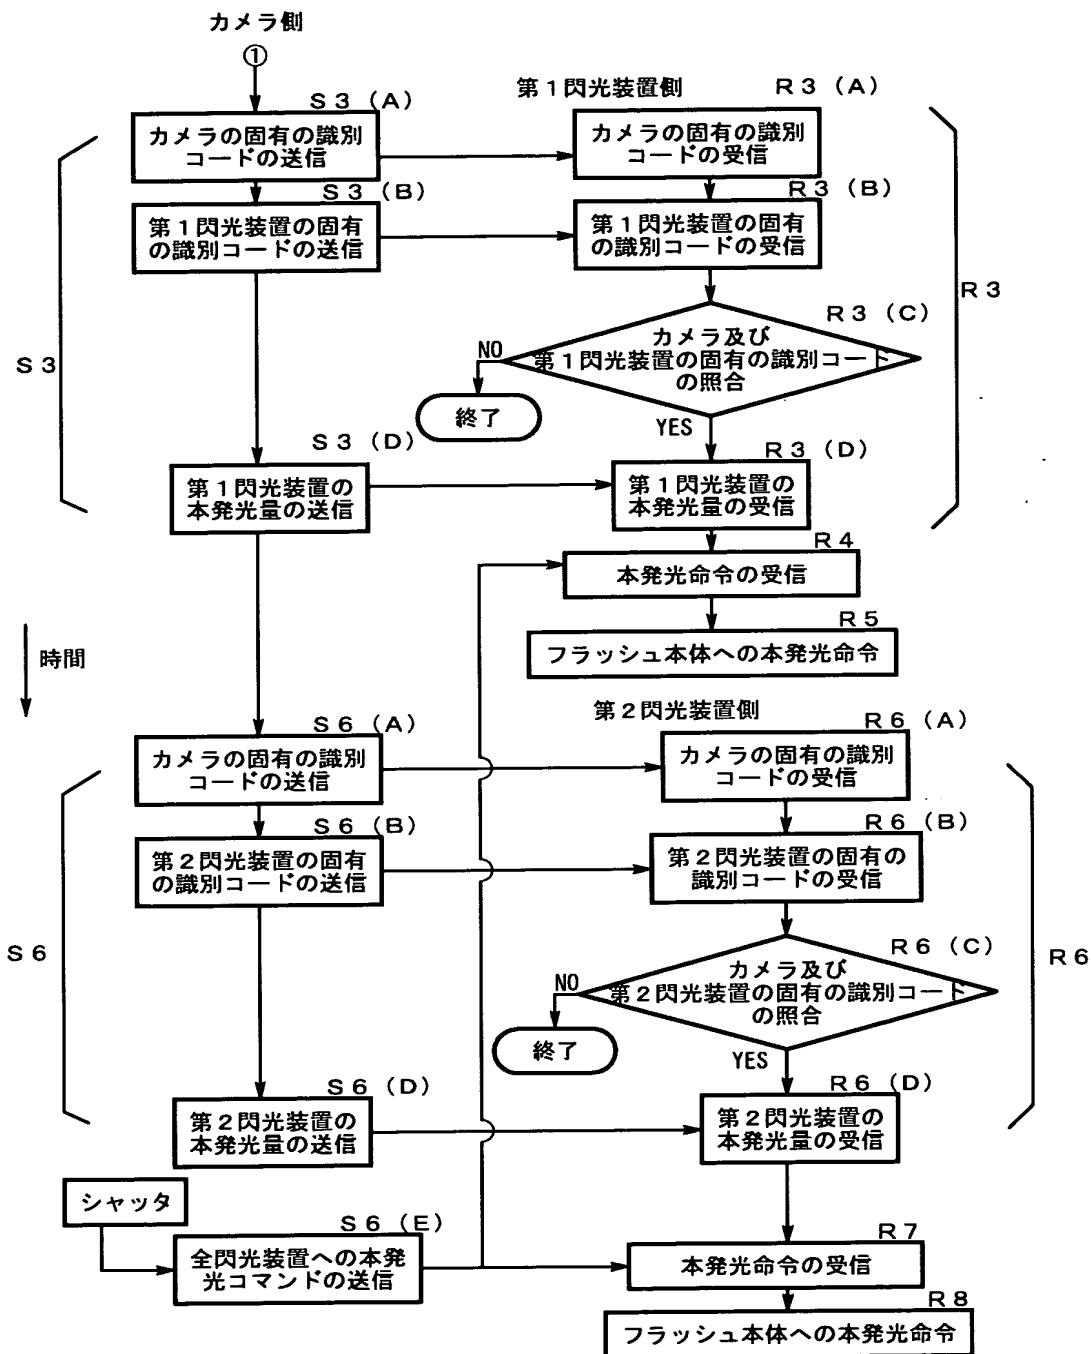 カメラ側
①
S3(A)
カメラの固有の識別
コードの送信
第1閃光装置側
R3(A)
カメラの固有の識別
コードの受信
S3(B)
第1閃光装置の固有
の識別コードの送信
R3(B)
第1閃光装置の固有
の識別コードの受信
R3
R3(C)
カメラ及び
第1閃光装置の固有の識別コード
の照合
S3
NO
終了
YES
S3(D)
第1閃光装置の
本発光量の送信
R3(D)
第1閃光装置の
本発光量の受信
R4
本発光命令の受信
R5
フラッシュ本体への本発光命令
時間
S6(A)
カメラの固有の識別
コードの送信
第2閃光装置側
R6(A)
カメラの固有の識別
コードの受信
S6(B)
第2閃光装置の固有
の識別コードの送信
R6(B)
第2閃光装置の固有の
識別コードの受信
S6
R6(C)
R6
カメラ及び
第2閃光装置の固有の識別コード
の照合
NO
終了
YES
S6(D)
第2閃光装置の
本発光量の送信
R6(D)
第2閃光装置の
本発光量の受信
シャッタ
S6(E)
全閃光装置への本発
光コマンドの送信
R7
本発光命令の受信
R8
フラッシュ本体への本発光命令